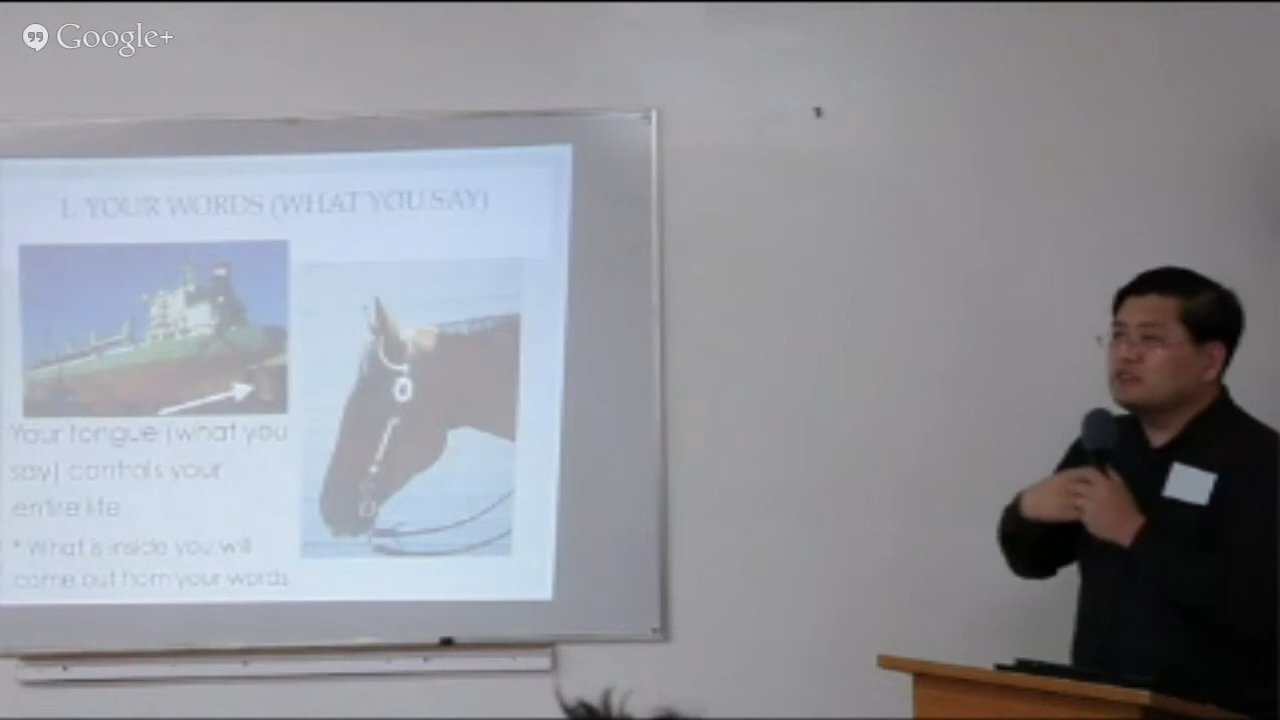 Google+
1. YOUR WORDS (WHAT YOU SAY)
Your tongue (what you
say) controls your
entire life
* What is inside you will
come out from your words